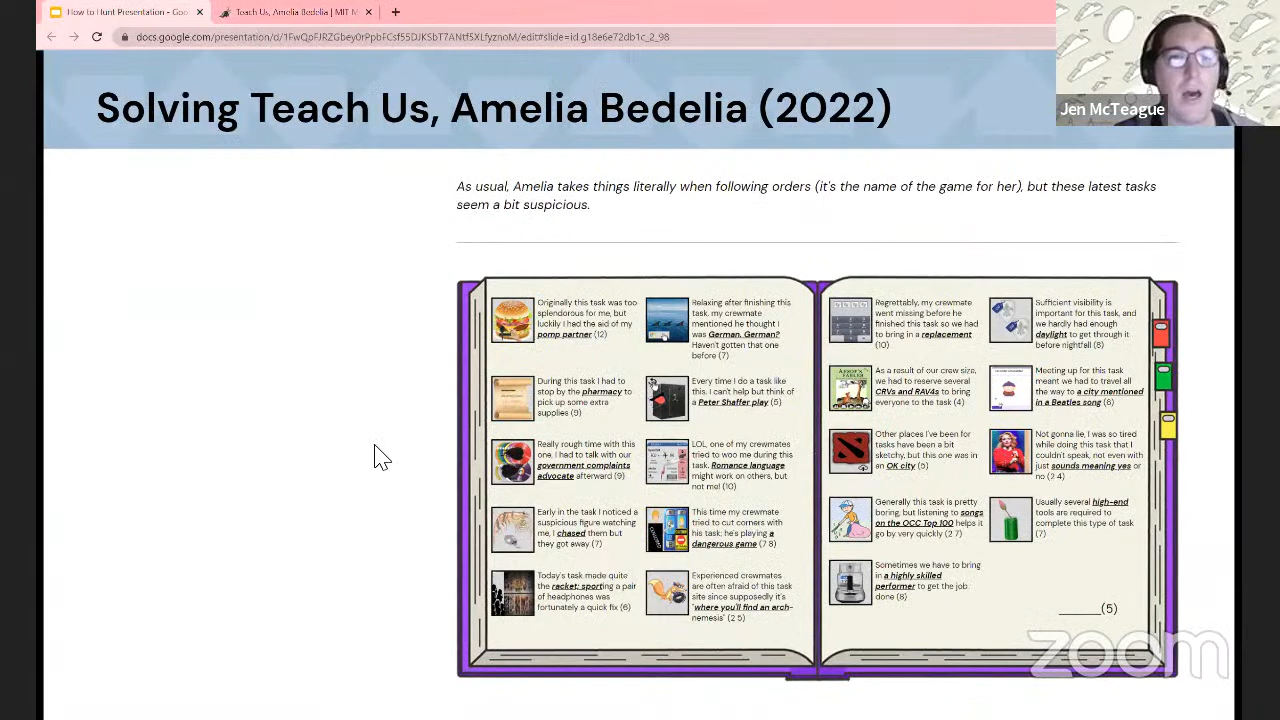 How to Hunt Presentation - Goo
Teach Us, Amelia Bedelia | MIT M
docs.google.com/presentation/d/1FwQpFJRZGbey0rPpbFCsf55DJKSbT7ANtf5XLfyznoM/edit#slide=id.g18e6e72db1c_2_98
Jen McTeague
Solving Teach Us, Amelia Bedelia (2022)
As usual, Amelia takes things literally when following orders (it's the name of the game for her), but these latest tasks
seem a bit suspicious.
Originally this task was too
splendorous for me, but
luckily I had the aid of my
pomp partner (12)
During this task I had to
stop by the pharmacy to
pick up some extra
supplies (9)
Really rough time with this
one, I had to talk with our
government complaints
advocate afterward (9)
Early in the task I noticed a
suspicious figure watching
me, I chased them but
they got away (7)
Today's task made quite
the racket; sporting a pair
of headphones was
fortunately a quick fix (6)
Relaxing after finishing this
task, my crewmate
mentioned he thought I
was German. German?
Haven't gotten that one
before (7)
Every time I do a task like
this, I can't help but think of
a Peter Shaffer play (5)
LOL, one of my crewmates
tried to woo me during this
task. Romance language
might work on others, but
not me! (10)
This time my crewmate
tried to cut corners with
his task; he's playing a
dangerous game (7 8)
Experienced crewmates
are often afraid of this task
site since supposedly it's
"where you'll find an arch-
nemesis" (2 5)
Regrettably, my crewmate
went missing before he
finished this task so we had
to bring in a replacement
(10)
AESOP'S
FABLES
As a result of our crew size,
we had to reserve several
CRVs and RAV4s to bring
everyone to the task (4)
Other places I've been for
tasks have been a bit
sketchy, but this one was in
an OK city (5)
Generally this task is pretty
boring, but listening to songs
on the OCC Top 100 helps it
go by very quickly (2 7)
Sometimes we have to bring
in a highly skilled
performer to get the job
done (8)
Sufficient visibility is
important for this task, and
we hardly had enough
daylight to get through it
before nightfall (8)
Meeting up for this task
meant we had to travel all
the way to a city mentioned
in a Beatles song (6)
Not gonna lie, I was so tired
while doing this task that I
couldn't speak, not even with
just sounds meaning yes or
no (2 4)
Usually several high-end
tools are required to
complete this type of task
(7)
______(5)
zoom